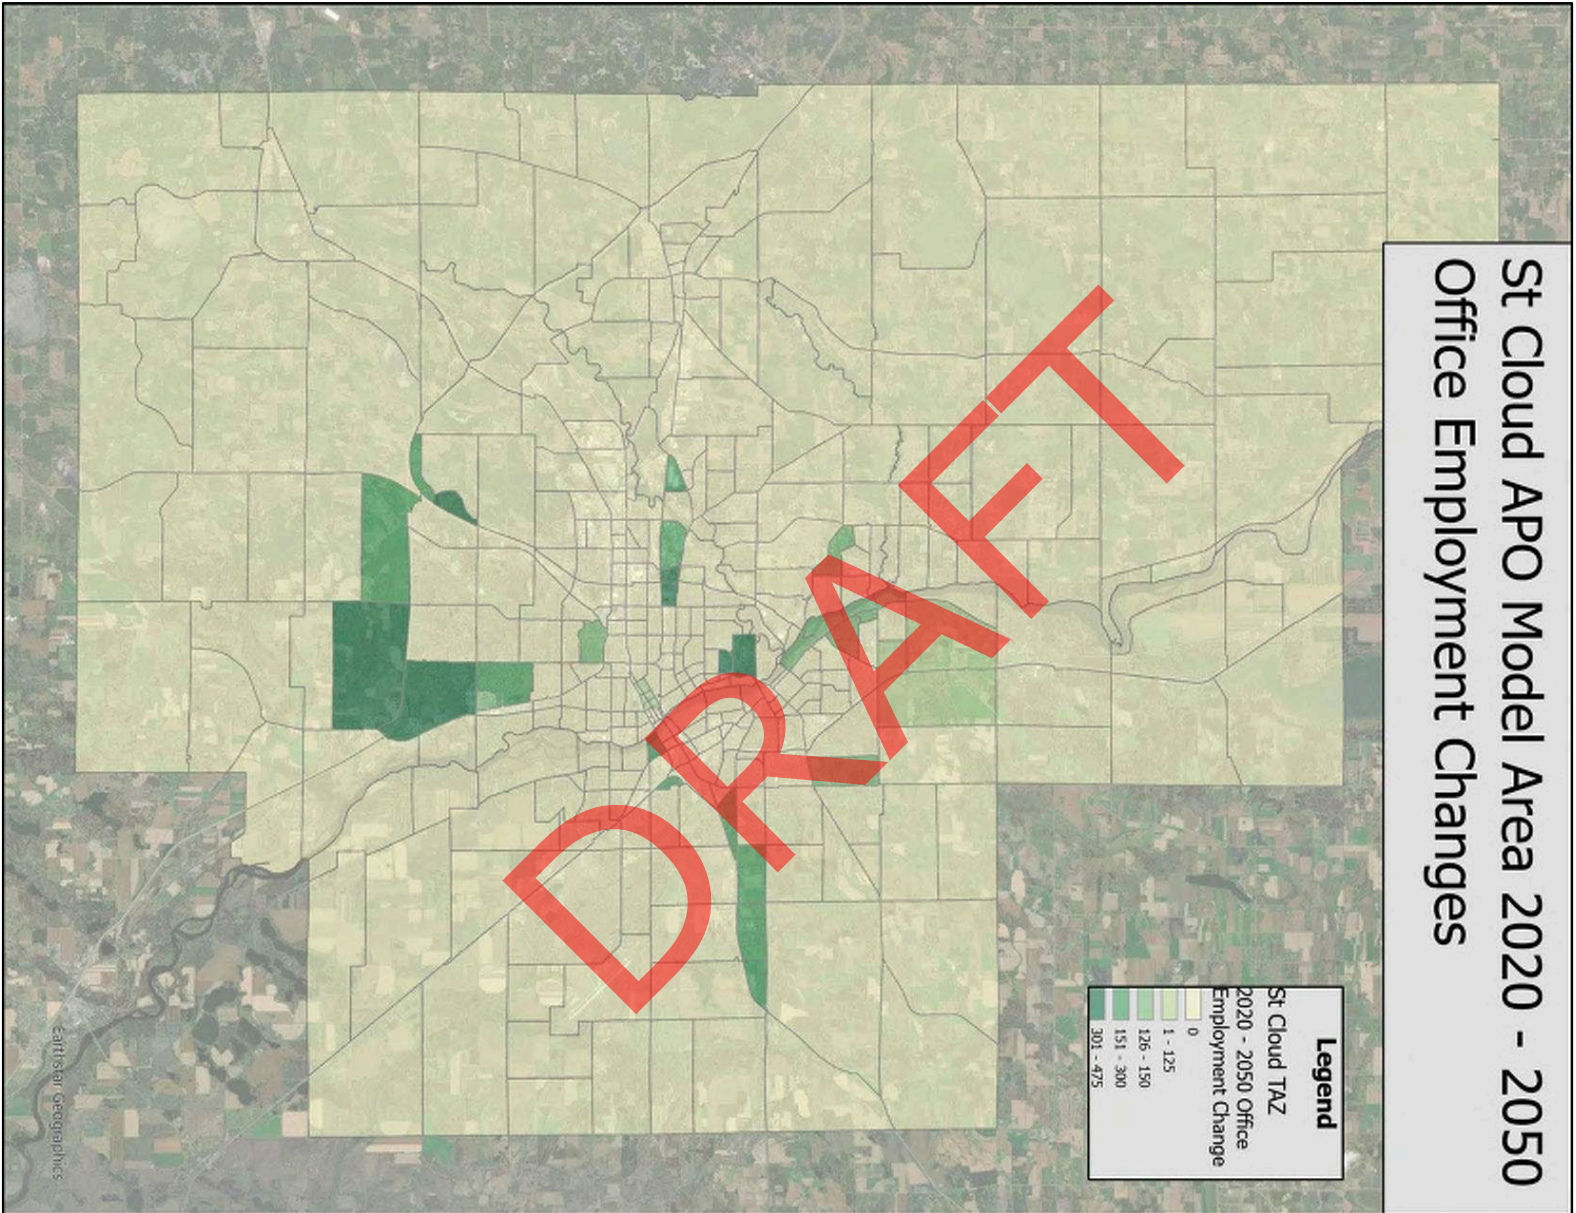 St Cloud APO Model Area 2020 - 2050
Office Employment Changes
DRAFT
Legend
St Cloud TAZ
2020 - 2050 Office
Employment Change
0
1 - 125
126 - 150
151 - 300
301 - 475
Earthstar Geographics